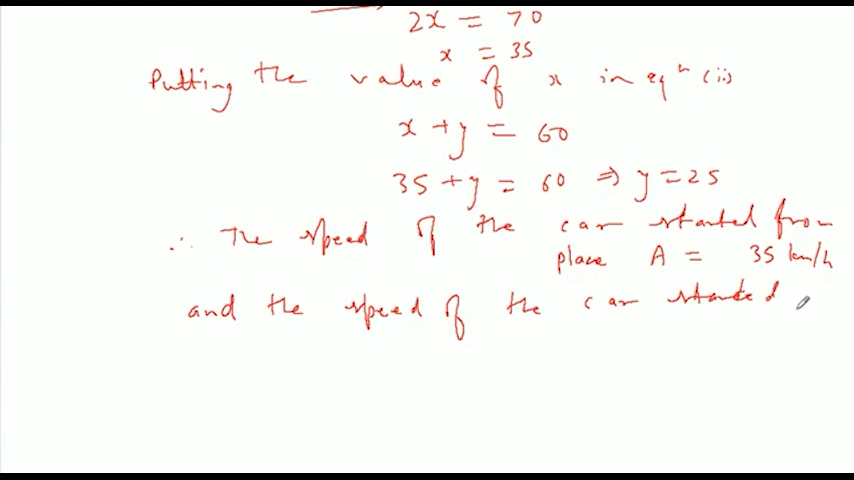 2x = 70
x = 35
Putting the value of x in eqⁿ (ii)
x + y = 60
35 + y = 60 ⇒ y = 25
∴ The speed of the car started from
place A = 35 km/h
and the speed of the car started